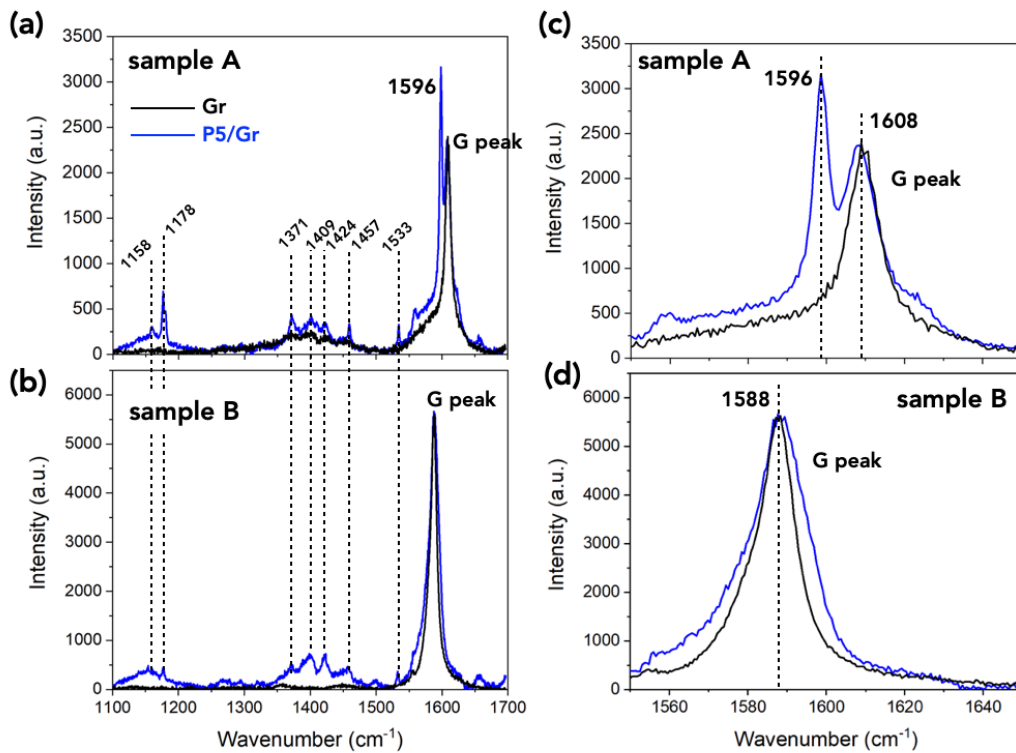 (a)
sample A
Gr
P5/Gr
1596
G peak
1158
1178
1371
1409
1424
1457
1533
3500
3000
2500
2000
1500
1000
500
0
Intensity (a.u.)
(b)
sample B
G peak
6000
5000
4000
3000
2000
1000
0
Intensity (a.u.)
1100 1200 1300 1400 1500 1600 1700
Wavenumber (cm-1)
(c)
sample A
1596
1608
G peak
3500
3000
2500
2000
1500
1000
500
0
Intensity (a.u.)
(d)
1588
sample B
G peak
6000
5000
4000
3000
2000
1000
0
Intensity (a.u.)
1560 1580 1600 1620 1640
Wavenumber (cm-1)